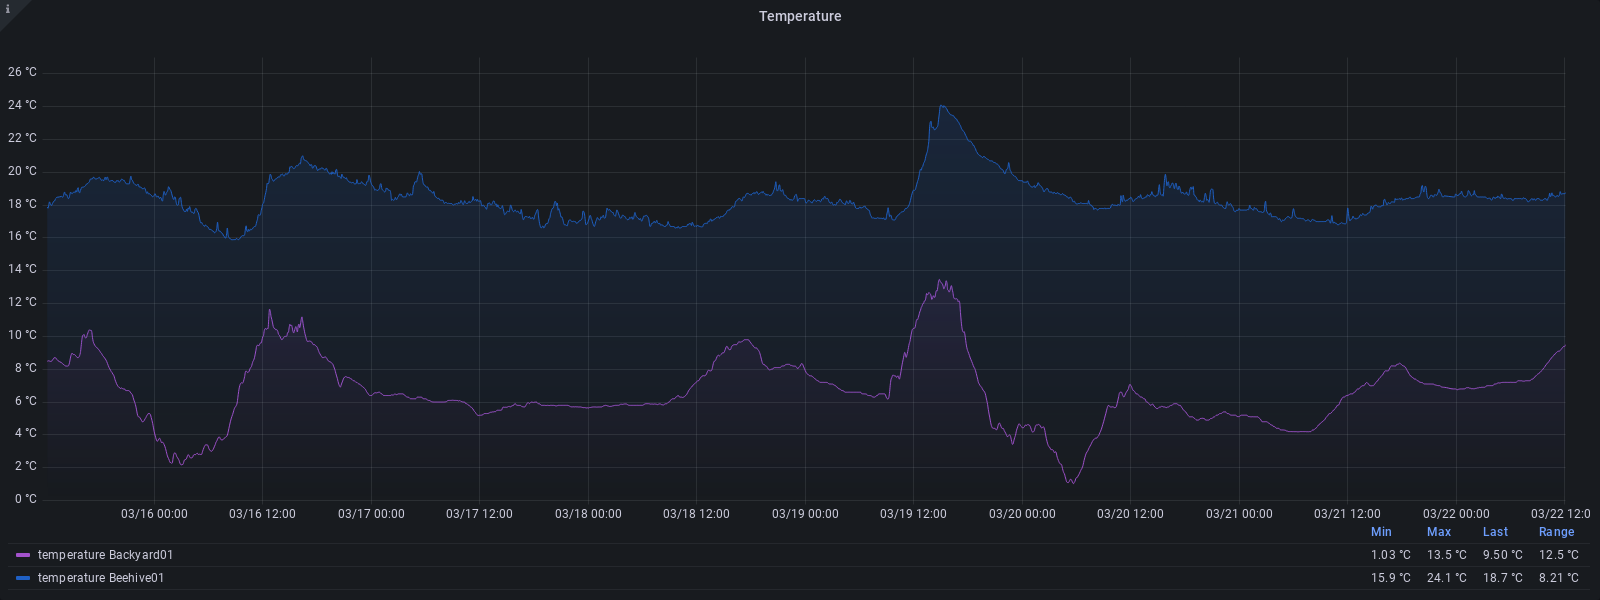 i
Temperature
26 °C
24 °C
22 °C
20 °C
18 °C
16 °C
14 °C
12 °C
10 °C
8 °C
6 °C
4 °C
2 °C
0 °C
03/16 00:00 03/16 12:00 03/17 00:00 03/17 12:00 03/18 00:00 03/18 12:00 03/19 00:00 03/19 12:00 03/20 00:00 03/20 12:00 03/21 00:00 03/21 12:00 03/22 00:00 03/22 12:0
Min Max Last Range
temperature Backyard01 1.03 °C 13.5 °C 9.50 °C 12.5 °C
temperature Beehive01 15.9 °C 24.1 °C 18.7 °C 8.21 °C